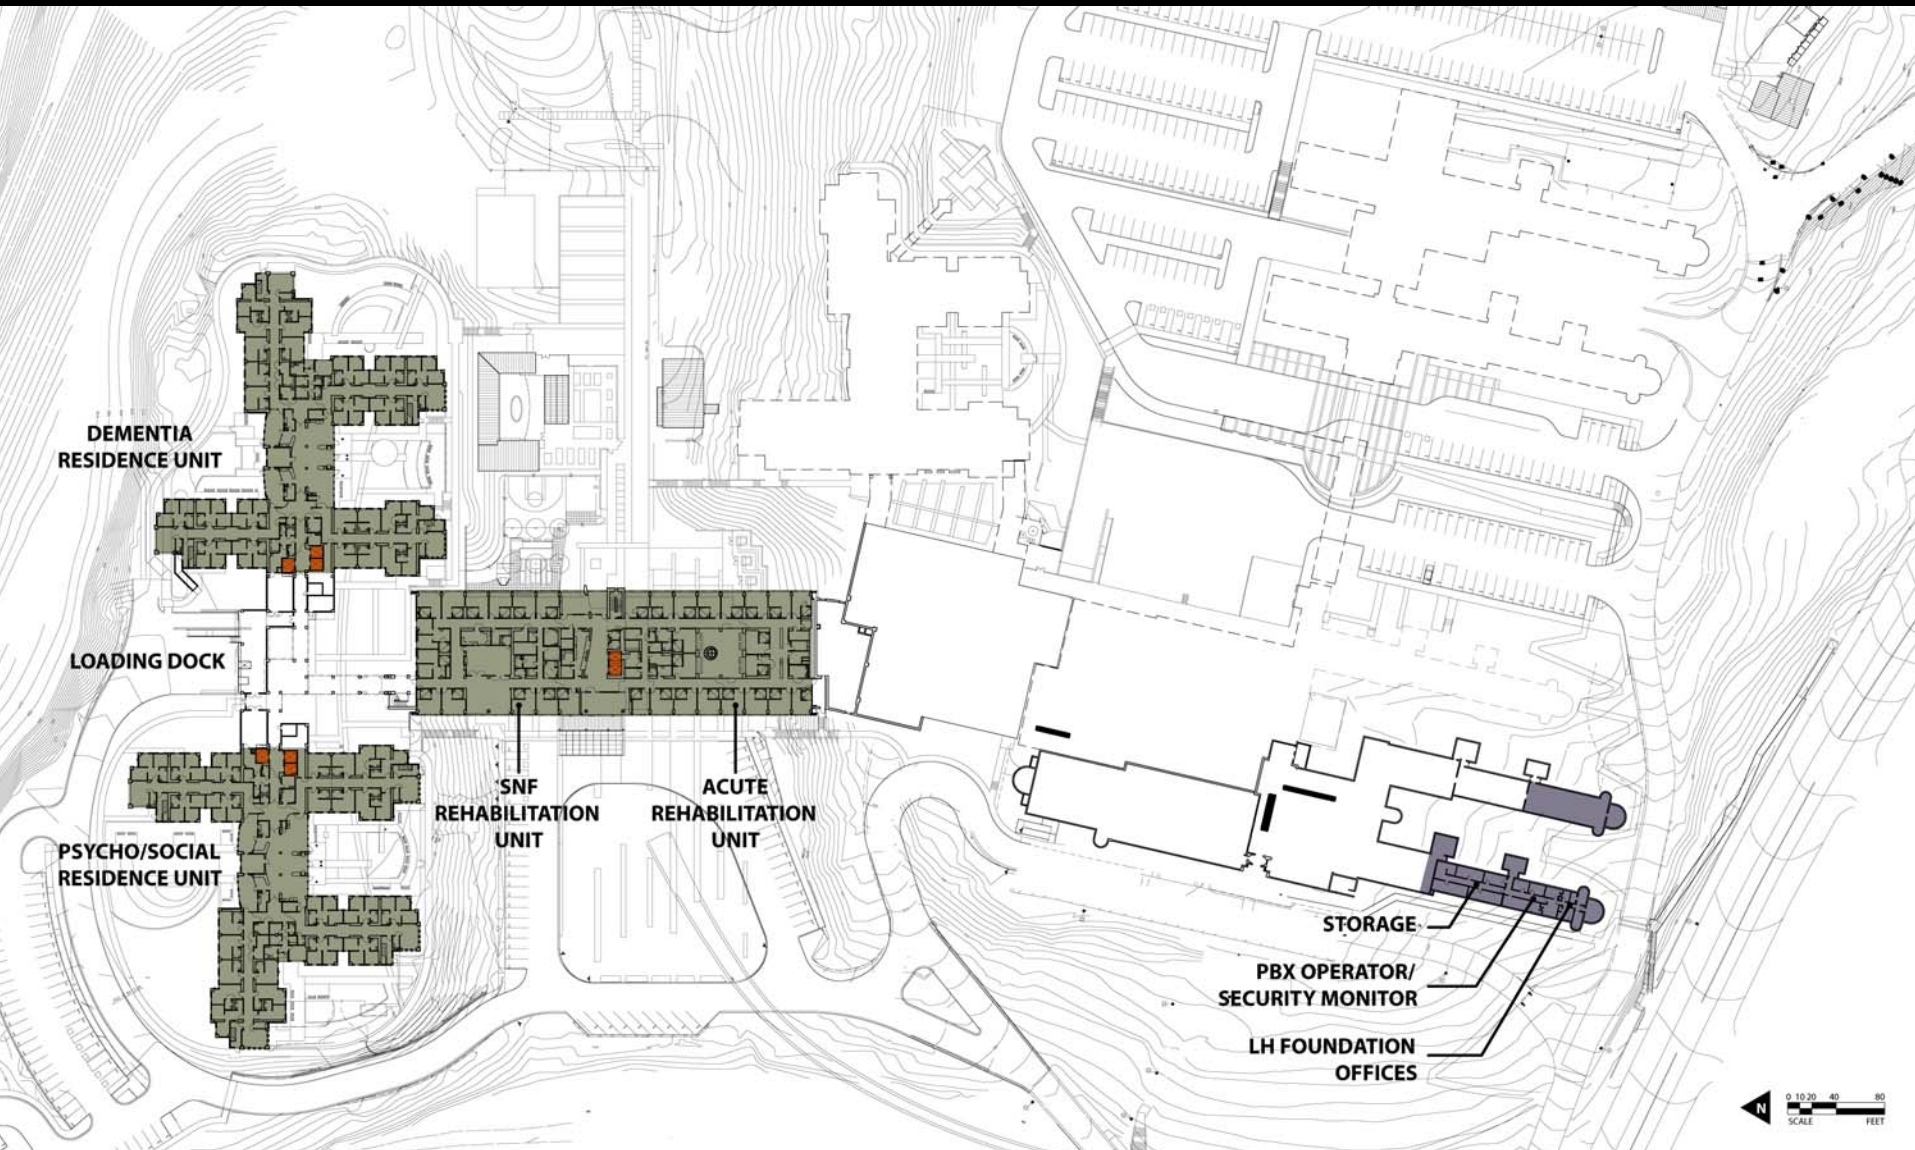 DEMENTIA
RESIDENCE UNIT
LOADING DOCK
SNF
REHABILITATION
UNIT
ACUTE
REHABILITATION
UNIT
PSYCHO/SOCIAL
RESIDENCE UNIT
STORAGE
PBX OPERATOR/
SECURITY MONITOR
LH FOUNDATION
OFFICES
N
0 10 20 40 80
SCALE FEET